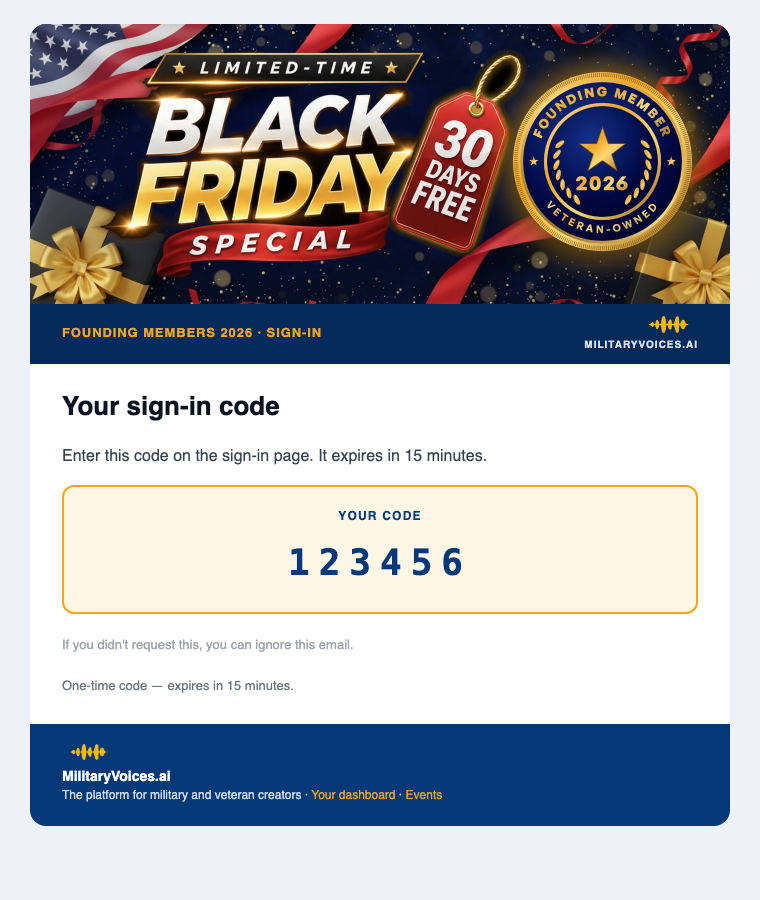 ★ LIMITED-TIME ★
BLACK
FRIDAY
SPECIAL
30
DAYS
FREE
FOUNDING MEMBER
2026
VETERAN-OWNED
FOUNDING MEMBERS 2026 · SIGN-IN
MILITARYVOICES.AI
Your sign-in code
Enter this code on the sign-in page. It expires in 15 minutes.
YOUR CODE
123456
If you didn't request this, you can ignore this email.
One-time code — expires in 15 minutes.
MilitaryVoices.ai
The platform for military and veteran creators · Your dashboard · Events